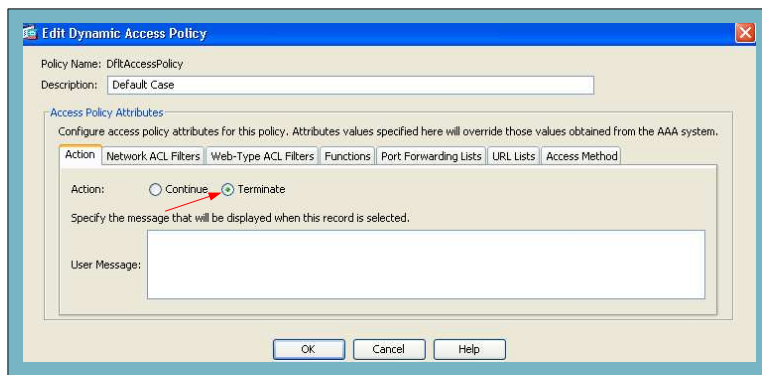 Edit Dynamic Access Policy
Policy Name: DfltAccessPolicy
Description: Default Case
Access Policy Attributes
Configure access policy attributes for this policy. Attributes values specified here will override those values obtained from the AAA system.
Action Network ACL Filters Web-Type ACL Filters Functions Port Forwarding Lists URL Lists Access Method
Action: Continue Terminate
Specify the message that will be displayed when this record is selected.
User Message:
OK Cancel Help